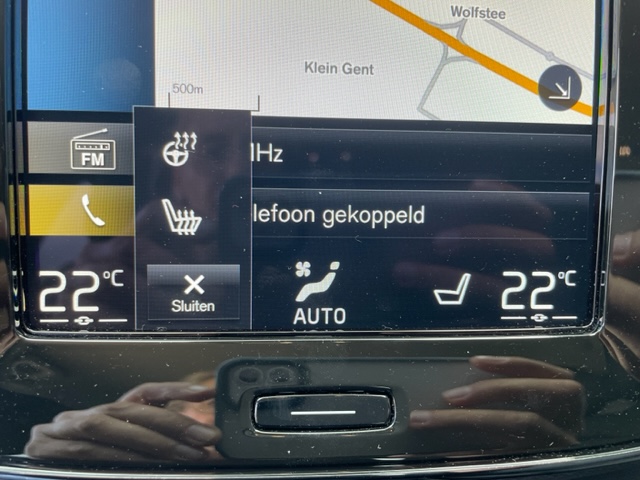 Wolfstee
Klein Gent
500m
FM
Hz
lefoon gekoppeld
Sluiten
22°C
AUTO
22°C